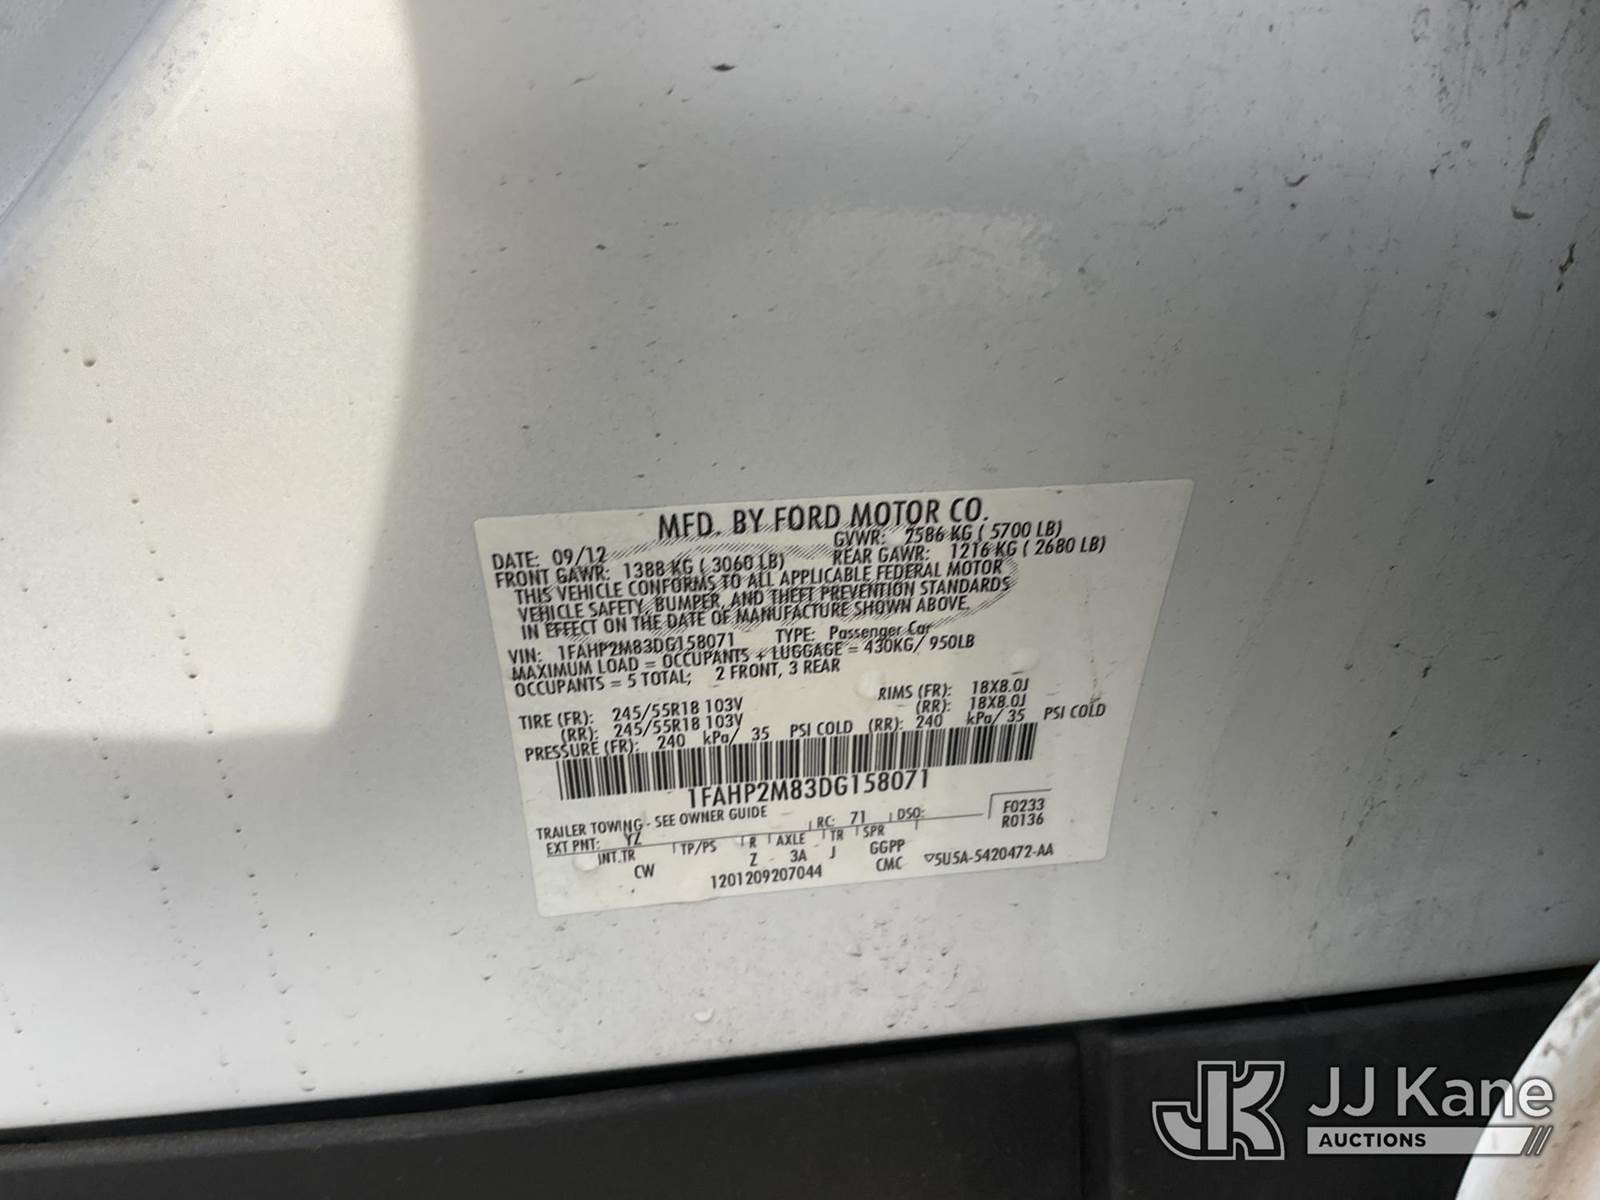 MFD. BY FORD MOTOR CO.
DATE: 09/12 GVWR: 2586 KG ( 5700 LB)
FRONT GAWR: 1388 KG ( 3060 LB) REAR GAWR: 1216 KG ( 2680 LB)
THIS VEHICLE CONFORMS TO ALL APPLICABLE FEDERAL MOTOR
VEHICLE SAFETY, BUMPER, AND THEFT PREVENTION STANDARDS
IN EFFECT ON THE DATE OF MANUFACTURE SHOWN ABOVE.
VIN: 1FAHP2M83DG158071 TYPE: Passenger Car
MAXIMUM LOAD = OCCUPANTS + LUGGAGE = 430KG/ 950LB
OCCUPANTS = 5 TOTAL; 2 FRONT, 3 REAR
TIRE (FR): 245/55R18 103V RIMS (FR): 18X8.0J
(RR): 245/55R18 103V (RR): 18X8.0J
PRESSURE (FR): 240 kPa/ 35 PSI COLD (RR): 240 kPa/ 35 PSI COLD
1FAHP2M83DG158071
TRAILER TOWING - SEE OWNER GUIDE
EXT PNT: YZ RC: 71 DSO: F0233
R0136
INT TR TP/PS R AXLE TR SPR
CW Z 3A J GGPP
1201209207044 CMC ▽5U5A-5420472-AA
JK JJ Kane
AUCTIONS